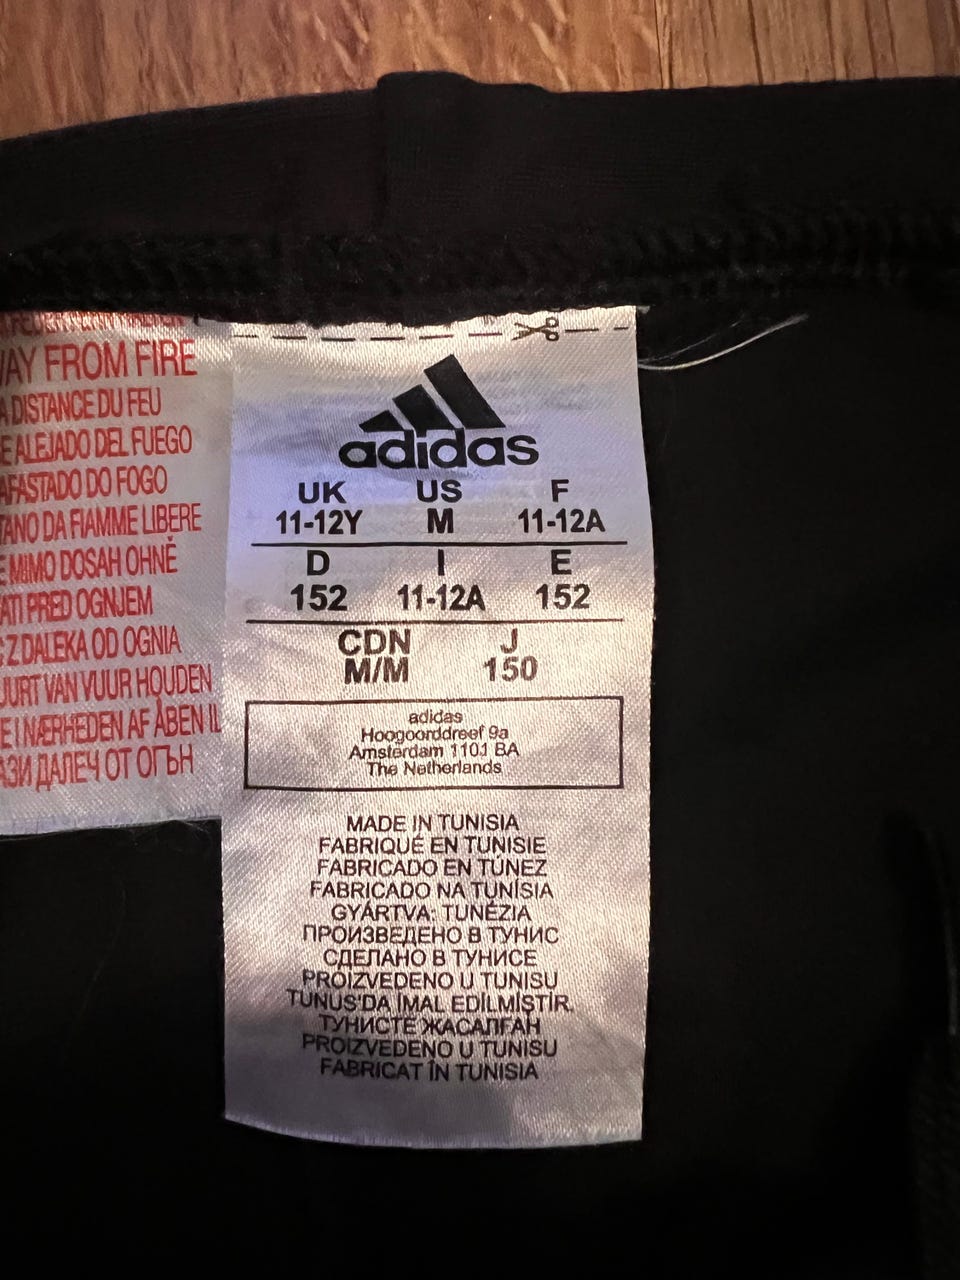 AY FROM FIRE
A DISTANCE DU FEU
E ALEJADO DEL FUEGO
AFASTADO DO FOGO
TANO DA FIAMME LIBERE
E MIMO DOSAH OHNĚ
ATI PRED OGNJEM
Z DALEKA OD OGNIA
UURT VAN VUUR HOUDEN
E I NÆRHEDEN AF ÅBEN IL
АЗИ ДАЛЕЧ ОТ ОГЪН
adidas
UK US F
11-12Y M 11-12A
D I E
152 11-12A 152
CDN J
M/M 150
adidas
Hoogoorddreef 9a
Amsterdam 1101 BA
The Netherlands
MADE IN TUNISIA
FABRIQUÉ EN TUNISIE
FABRICADO EN TÚNEZ
FABRICADO NA TUNÍSIA
GYÁRTVA: TUNÉZIA
ПРОИЗВЕДЕНО В ТУНИС
СДЕЛАНО В ТУНИСЕ
PROIZVEDENO U TUNISU
TUNUS'DA İMAL EDİLMİŞTİR.
ТУНИСТЕ ЖАСАЛҒАН
PROIZVEDENO U TUNISU
FABRICAT ÎN TUNISIA